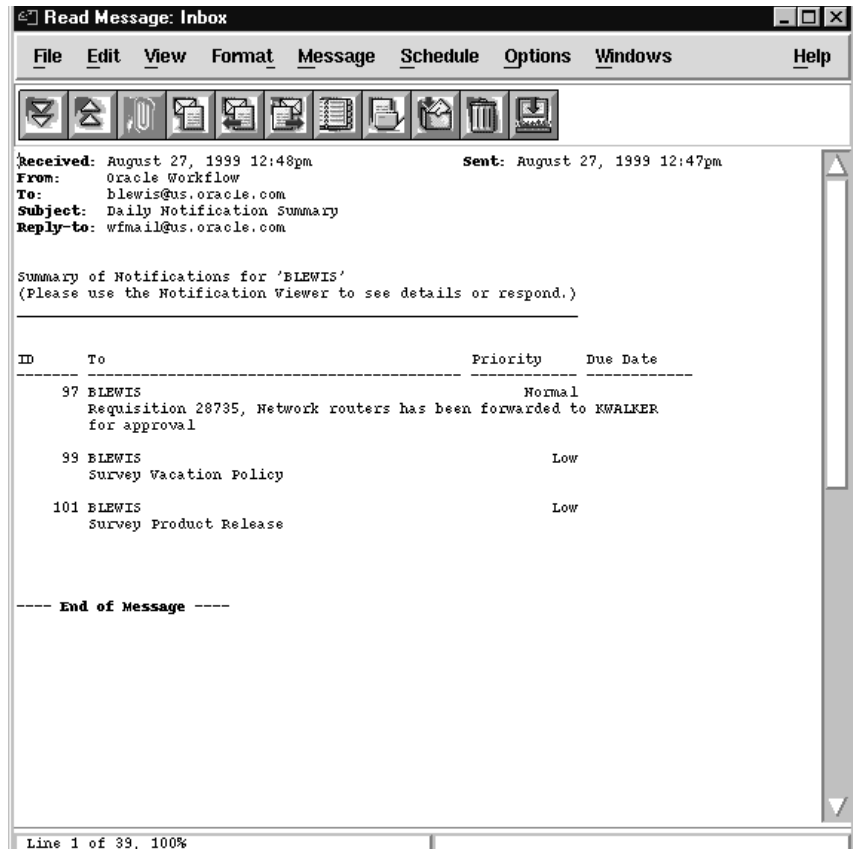 Read Message: Inbox
File Edit View Format Message Schedule Options Windows Help
Received: August 27, 1999 12:48pm Sent: August 27, 1999 12:47pm
From: Oracle Workflow
To: blewis@us.oracle.com
Subject: Daily Notification Summary
Reply-to: wfmail@us.oracle.com
Summary of Notifications for 'BLEWIS'
(Please use the Notification Viewer to see details or respond.)
ID To Priority Due Date
97 BLEWIS Normal
Requisition 28735, Network routers has been forwarded to KWALKER
for approval
99 BLEWIS Low
Survey Vacation Policy
101 BLEWIS Low
Survey Product Release
---- End of Message ----
Line 1 of 39, 100%